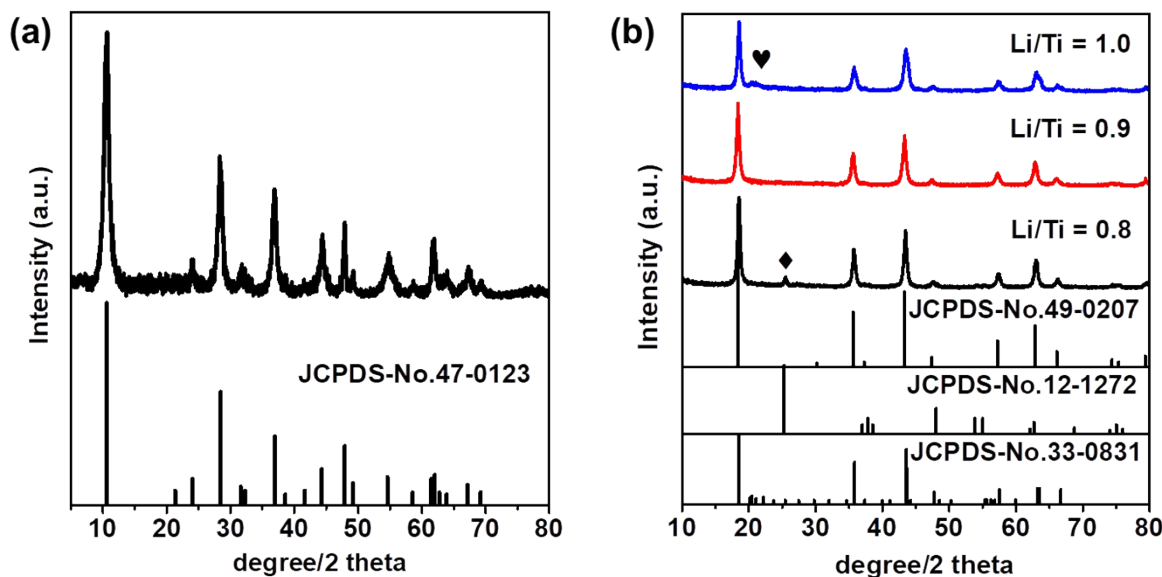 (a)
Intensity (a.u.)
JCPDS-No.47-0123
10 20 30 40 50 60 70 80
degree/2 theta
(b)
Intensity (a.u.)
Li/Ti = 1.0
Li/Ti = 0.9
Li/Ti = 0.8
JCPDS-No.49-0207
JCPDS-No.12-1272
JCPDS-No.33-0831
10 20 30 40 50 60 70 80
degree/2 theta